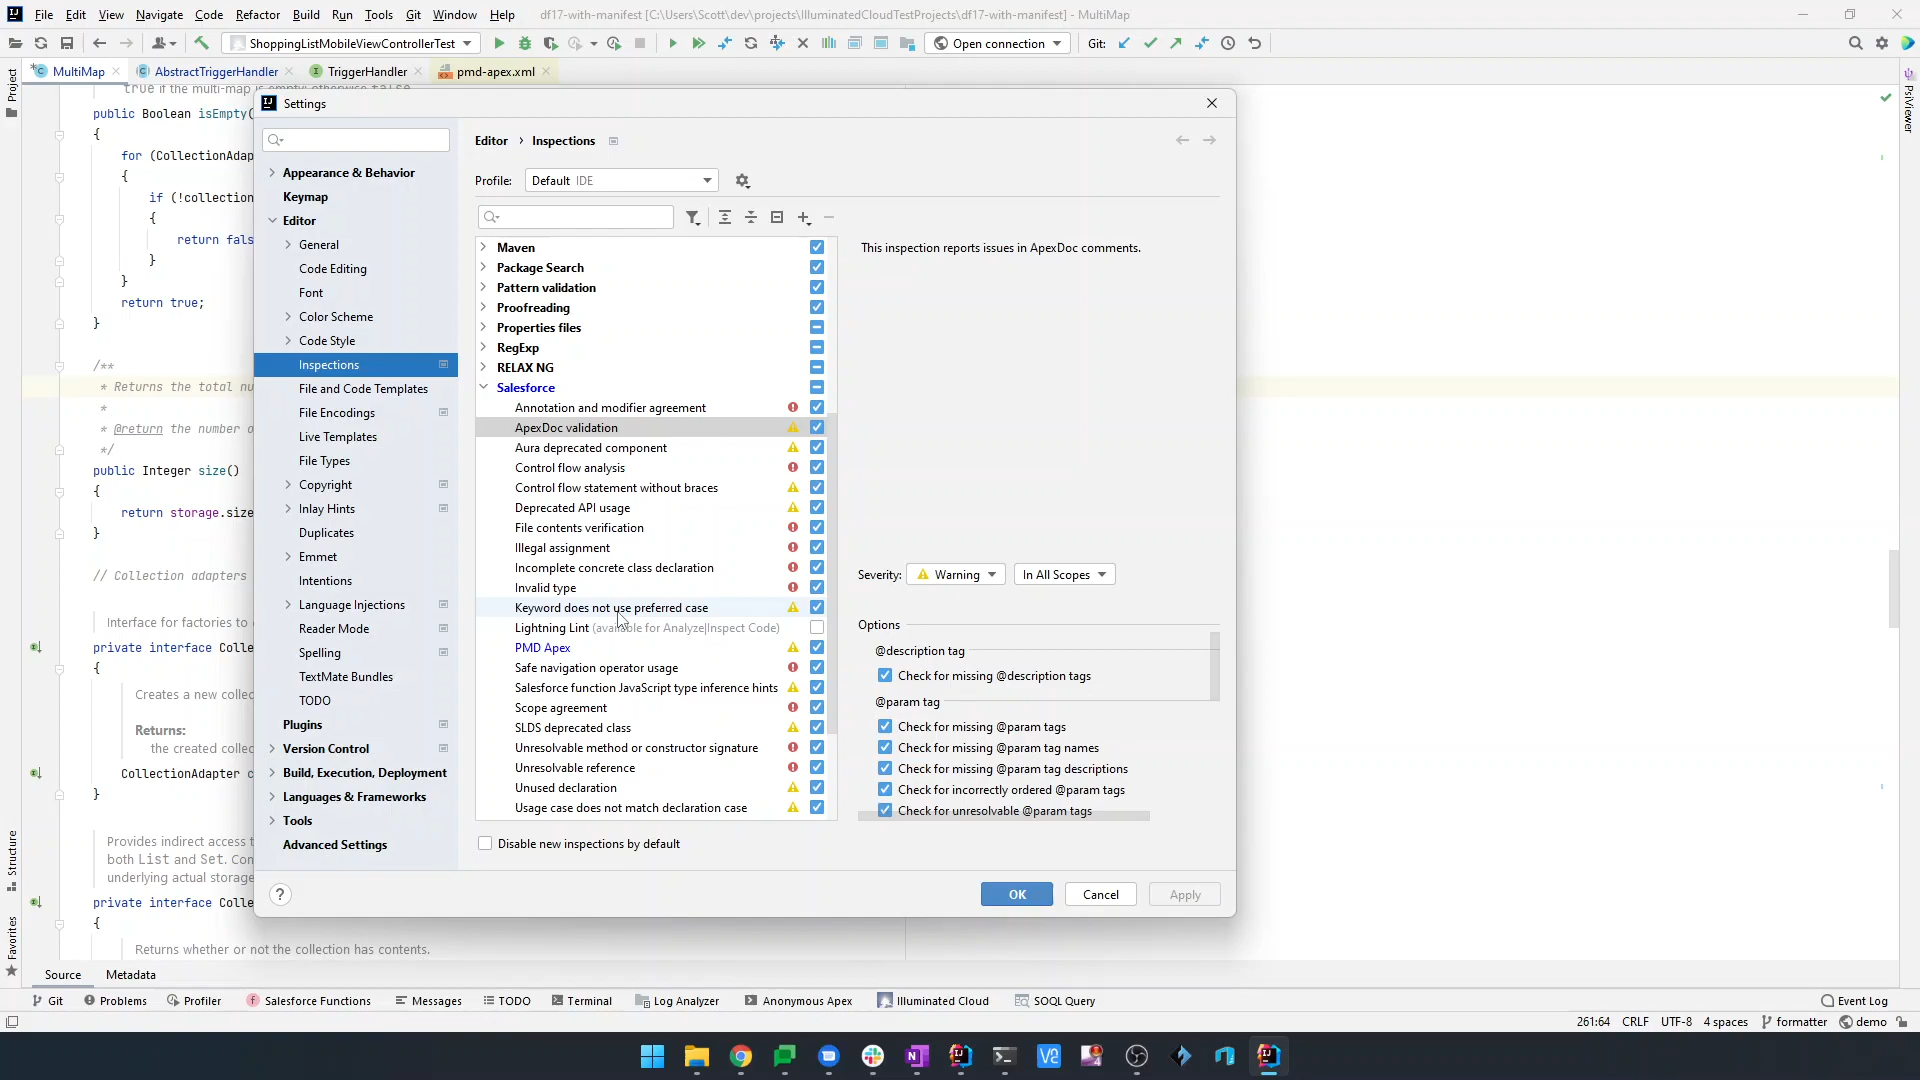 File Edit View Navigate Code Refactor Build Run Tools Git Window Help df17-with-manifest [C:\Users\Scott\dev\projects\IlluminatedCloudTestProjects\df17-with-manifest] - MultiMap
ShoppingListMobileViewControllerTest Open connection Git:
MultiMap AbstractTriggerHandler TriggerHandler pmd-apex.xml
Project
PsiViewer
Structure
Favorites
true if the multi-map is empty; otherwise false
public Boolean isEmpty(
{
for (CollectionAdap
{
if (!collection
{
return fals
}
}
return true;
}
/**
* Returns the total nu
*
* @return the number o
*/
public Integer size()
{
return storage.size
}
// Collection adapters
Interface for factories to
private interface Colle
{
Creates a new collec
Returns:
the created collec
CollectionAdapter c
}
Provides indirect access t
both List and Set. Con
underlying actual storage
private interface Colle
{
Returns whether or not the collection has contents.
Settings
Appearance & Behavior
Keymap
Editor
General
Code Editing
Font
Color Scheme
Code Style
Inspections
File and Code Templates
File Encodings
Live Templates
File Types
Copyright
Inlay Hints
Duplicates
Emmet
Intentions
Language Injections
Reader Mode
Spelling
TextMate Bundles
TODO
Plugins
Version Control
Build, Execution, Deployment
Languages & Frameworks
Tools
Advanced Settings
Editor › Inspections
Profile: Default IDE
Maven
Package Search
Pattern validation
Proofreading
Properties files
RegExp
RELAX NG
Salesforce
Annotation and modifier agreement
ApexDoc validation
Aura deprecated component
Control flow analysis
Control flow statement without braces
Deprecated API usage
File contents verification
Illegal assignment
Incomplete concrete class declaration
Invalid type
Keyword does not use preferred case
Lightning Lint (available for Analyze|Inspect Code)
PMD Apex
Safe navigation operator usage
Salesforce function JavaScript type inference hints
Scope agreement
SLDS deprecated class
Unresolvable method or constructor signature
Unresolvable reference
Unused declaration
Usage case does not match declaration case
Disable new inspections by default
This inspection reports issues in ApexDoc comments.
Severity: Warning In All Scopes
Options
@description tag
Check for missing @description tags
@param tag
Check for missing @param tags
Check for missing @param tag names
Check for missing @param tag descriptions
Check for incorrectly ordered @param tags
Check for unresolvable @param tags
? OK Cancel Apply
Source Metadata
Git Problems Profiler Salesforce Functions Messages TODO Terminal Log Analyzer Anonymous Apex Illuminated Cloud SOQL Query Event Log
261:64 CRLF UTF-8 4 spaces formatter demo